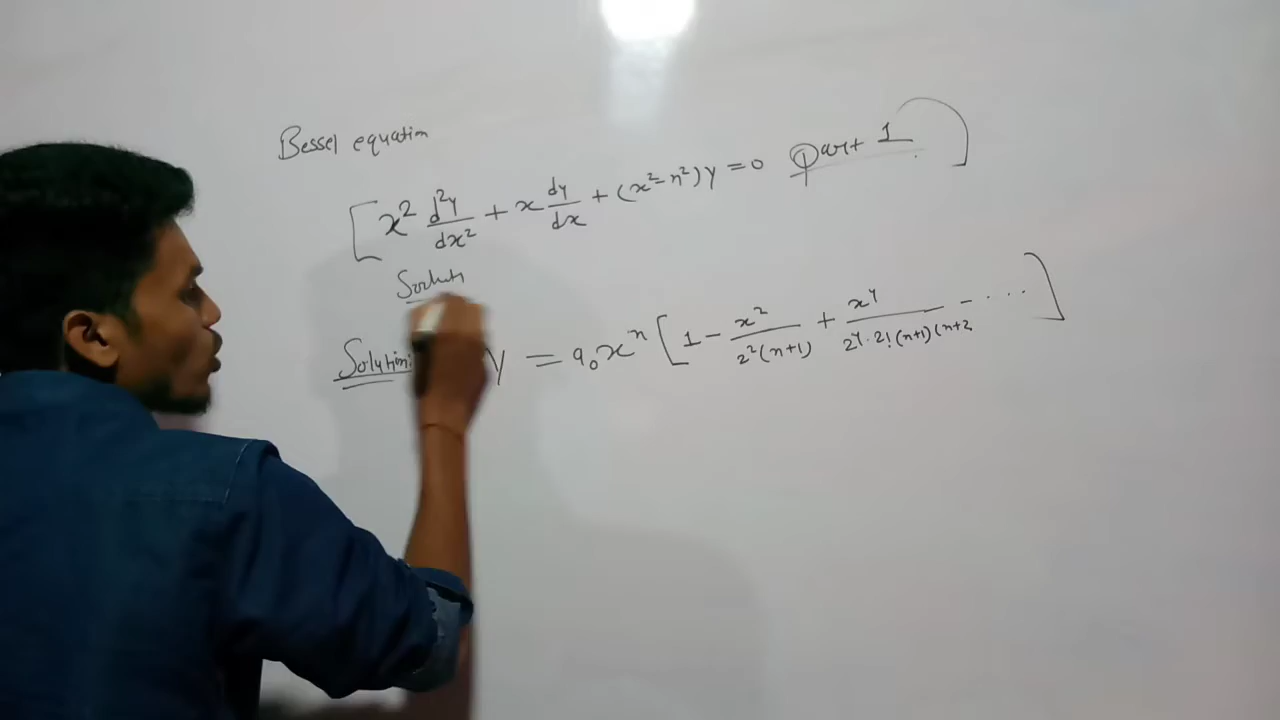 Bessel equation
[x² d²y/dx² + x dy/dx + (x² - n²) y = 0 Part 1
Solution y = a₀xⁿ [1 - x²/2²(n+1) + x⁴/2⁴·2!(n+1)(n+2 - ....]